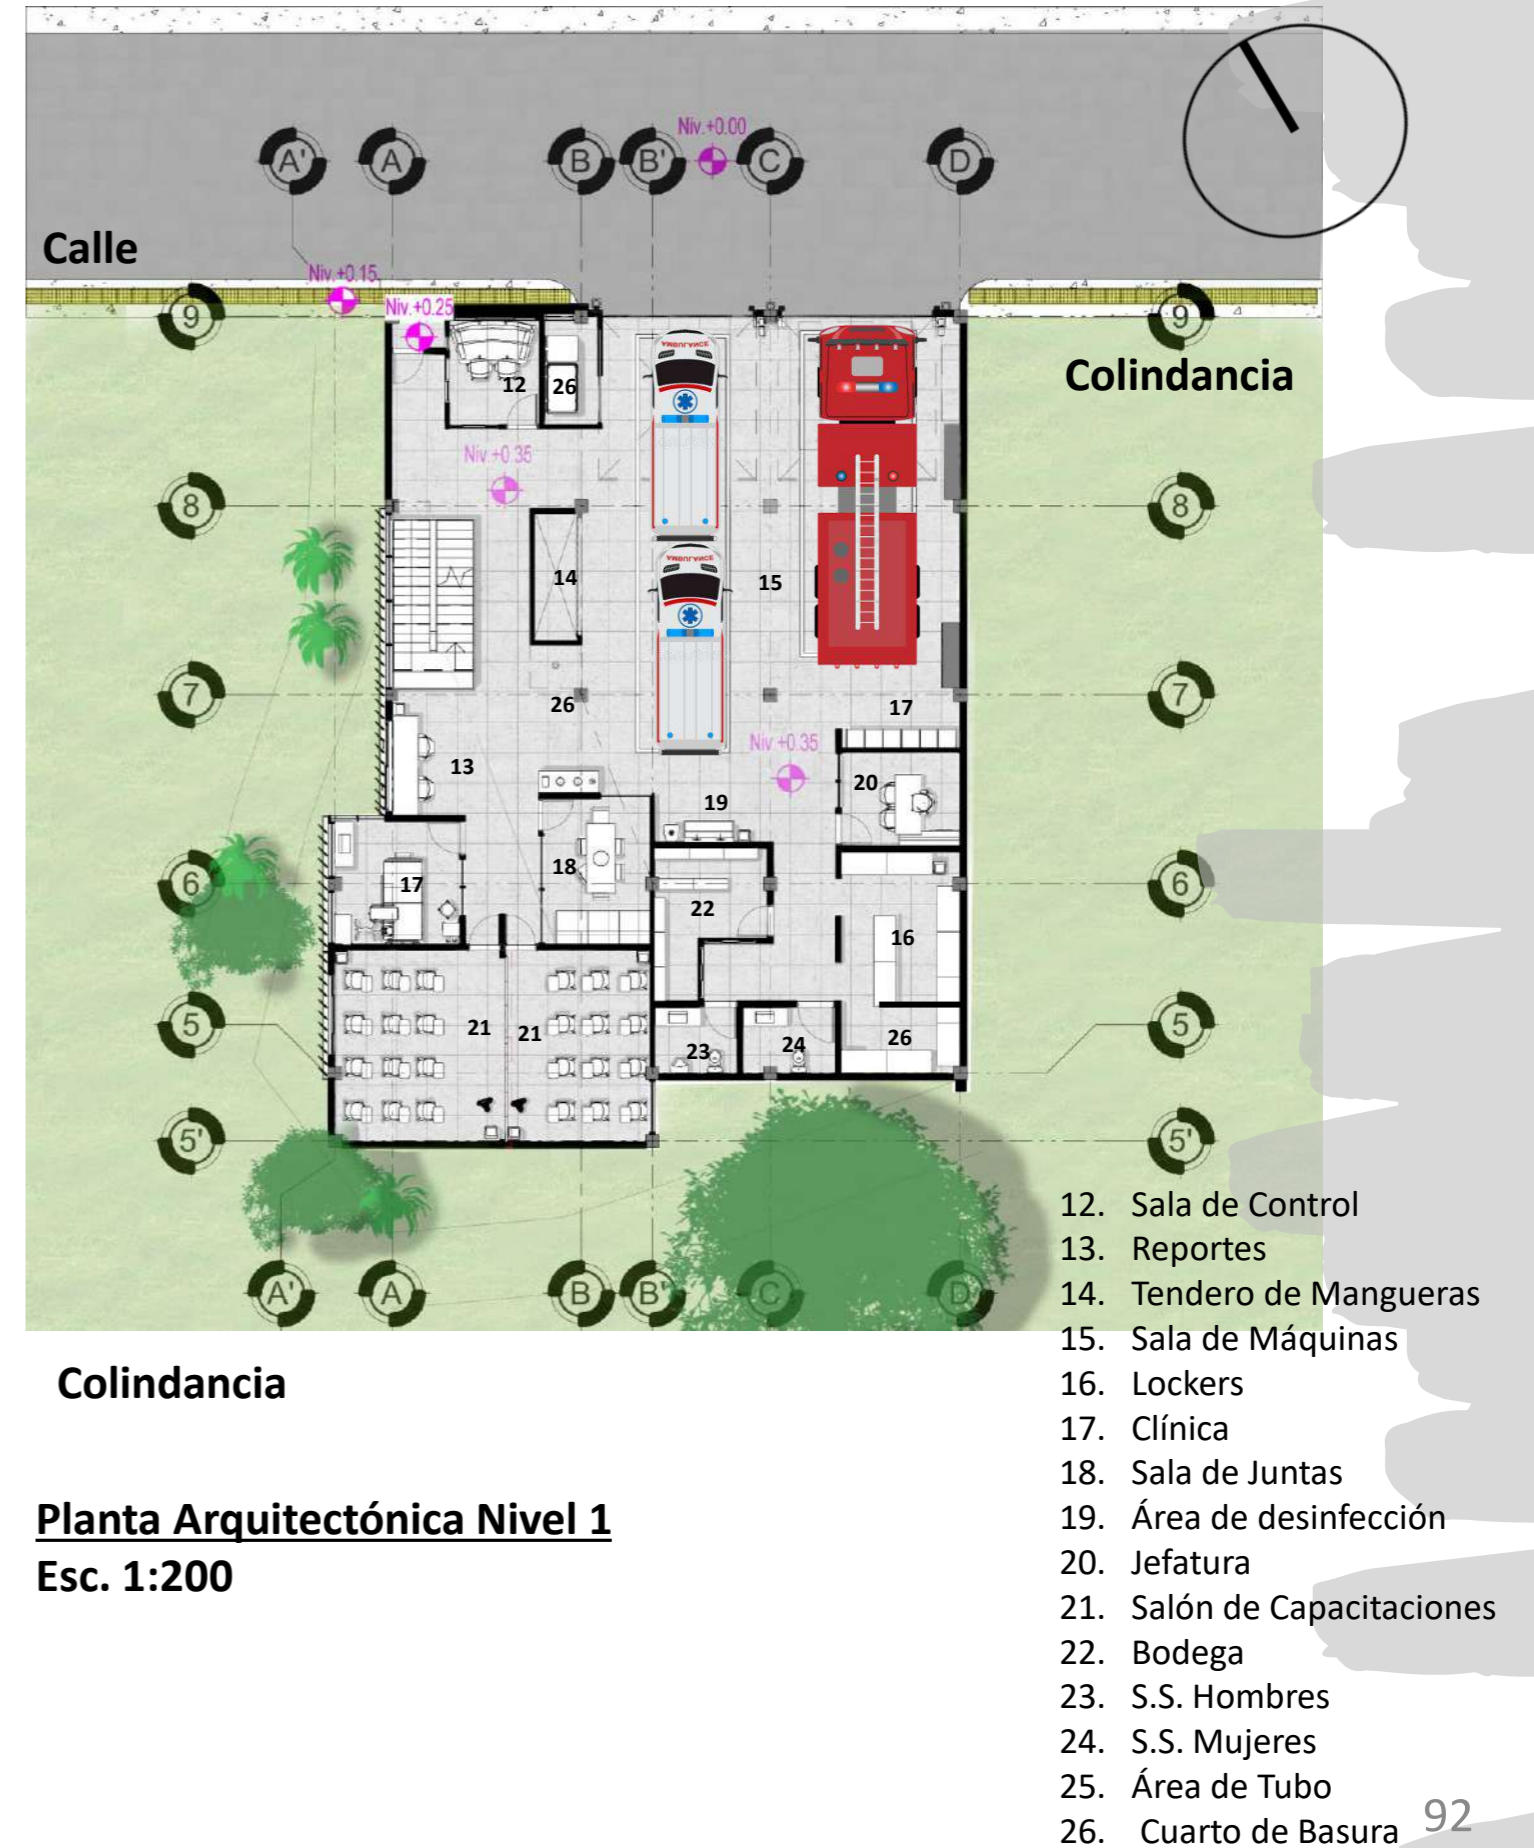 A' A B B' C D
Niv.+0.00
Calle
Niv.+0.15
Niv.+0.25
9 9
Colindancia
AMBULANCE
12 26
Niv.+0.35
8 8
AMBULANCE
14 15
7 7
26 17
Niv.+0.35
13 20
19
6 18 6
17 22
16
5 21 21 5
23 24 26
5' 5'
A' A B B' C D
12. Sala de Control
13. Reportes
14. Tendero de Mangueras
15. Sala de Máquinas
16. Lockers
17. Clínica
18. Sala de Juntas
19. Área de desinfección
20. Jefatura
21. Salón de Capacitaciones
22. Bodega
23. S.S. Hombres
24. S.S. Mujeres
25. Área de Tubo
26. Cuarto de Basura
Colindancia
Planta Arquitectónica Nivel 1
Esc. 1:200
92